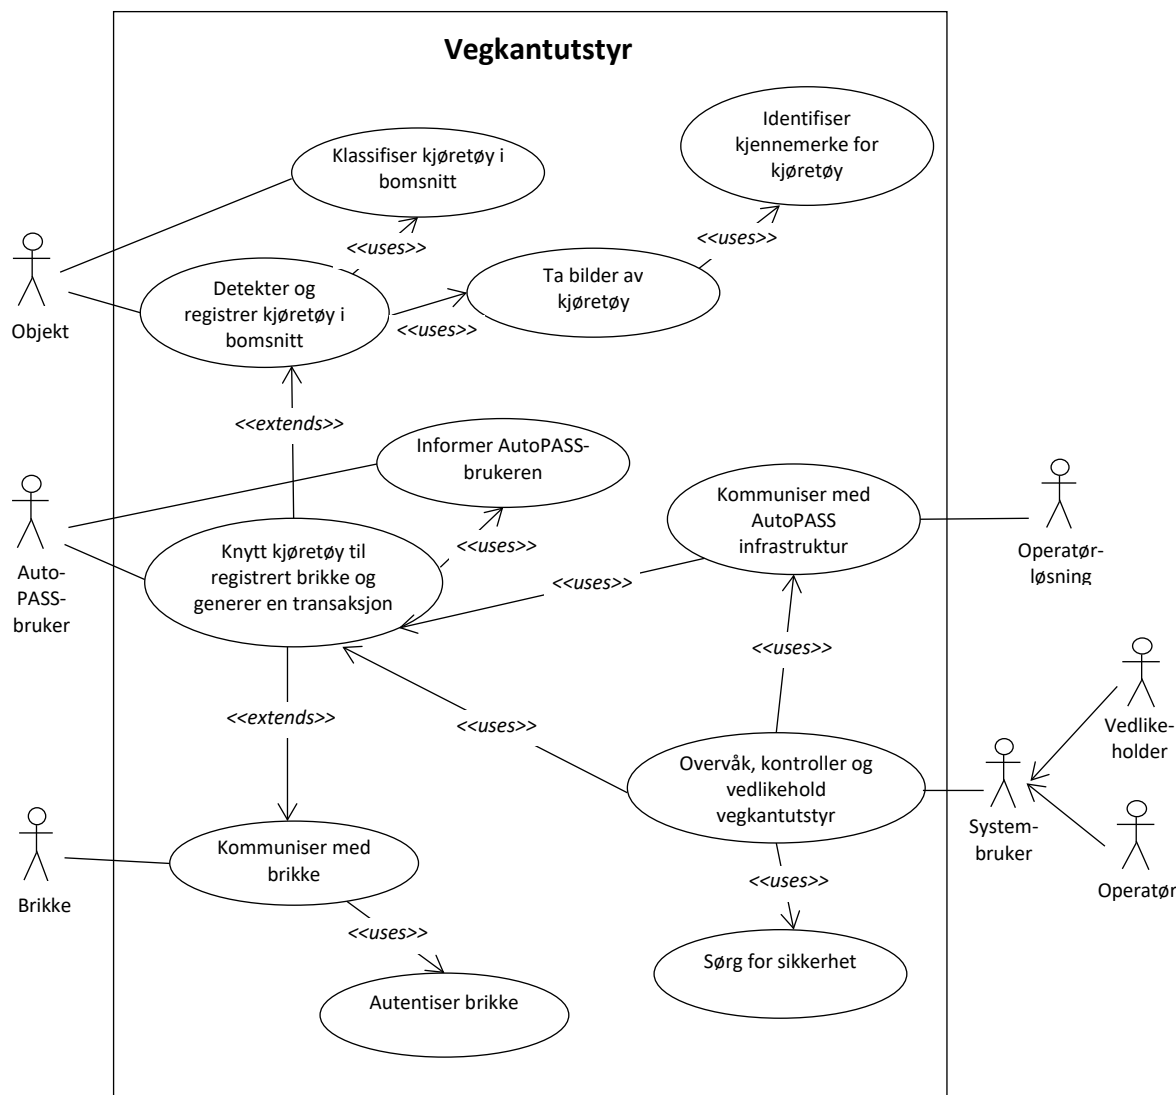 Vegkantutstyr
Identifiser
kjennemerke for
kjøretøy
Klassifiser kjøretøy i
bomsnitt
<<uses>>
<<uses>>
Objekt
Detekter og
registrer kjøretøy i
bomsnitt
Ta bilder av
kjøretøy
<<uses>>
<<extends>>
Informer AutoPASS-
brukeren
Auto-
PASS-
bruker
Knytt kjøretøy til
registrert brikke og
generer en transaksjon
<<uses>>
Kommuniser med
AutoPASS
infrastruktur
Operatør-
løsning
<<uses>>
<<uses>>
<<extends>>
<<uses>>
Vedlike-
holder
Overvåk, kontroller og
vedlikehold
vegkantutstyr
System-
bruker
Operatør
Brikke
Kommuniser med
brikke
<<uses>>
<<uses>>
Sørg for sikkerhet
Autentiser brikke